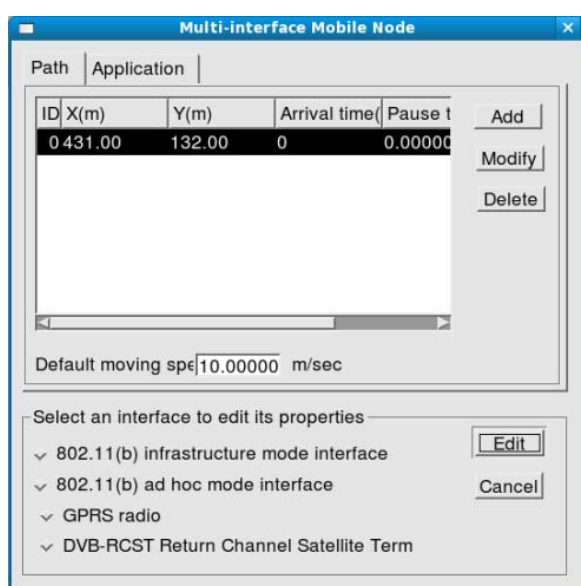 Multi-interface Mobile Node
Path Application
ID X(m) Y(m) Arrival time( Pause t
0 431.00 132.00 0 0.00000
Add
Modify
Delete
Default moving spe 10.00000 m/sec
Select an interface to edit its properties
802.11(b) infrastructure mode interface
802.11(b) ad hoc mode interface
GPRS radio
DVB-RCST Return Channel Satellite Term
Edit
Cancel